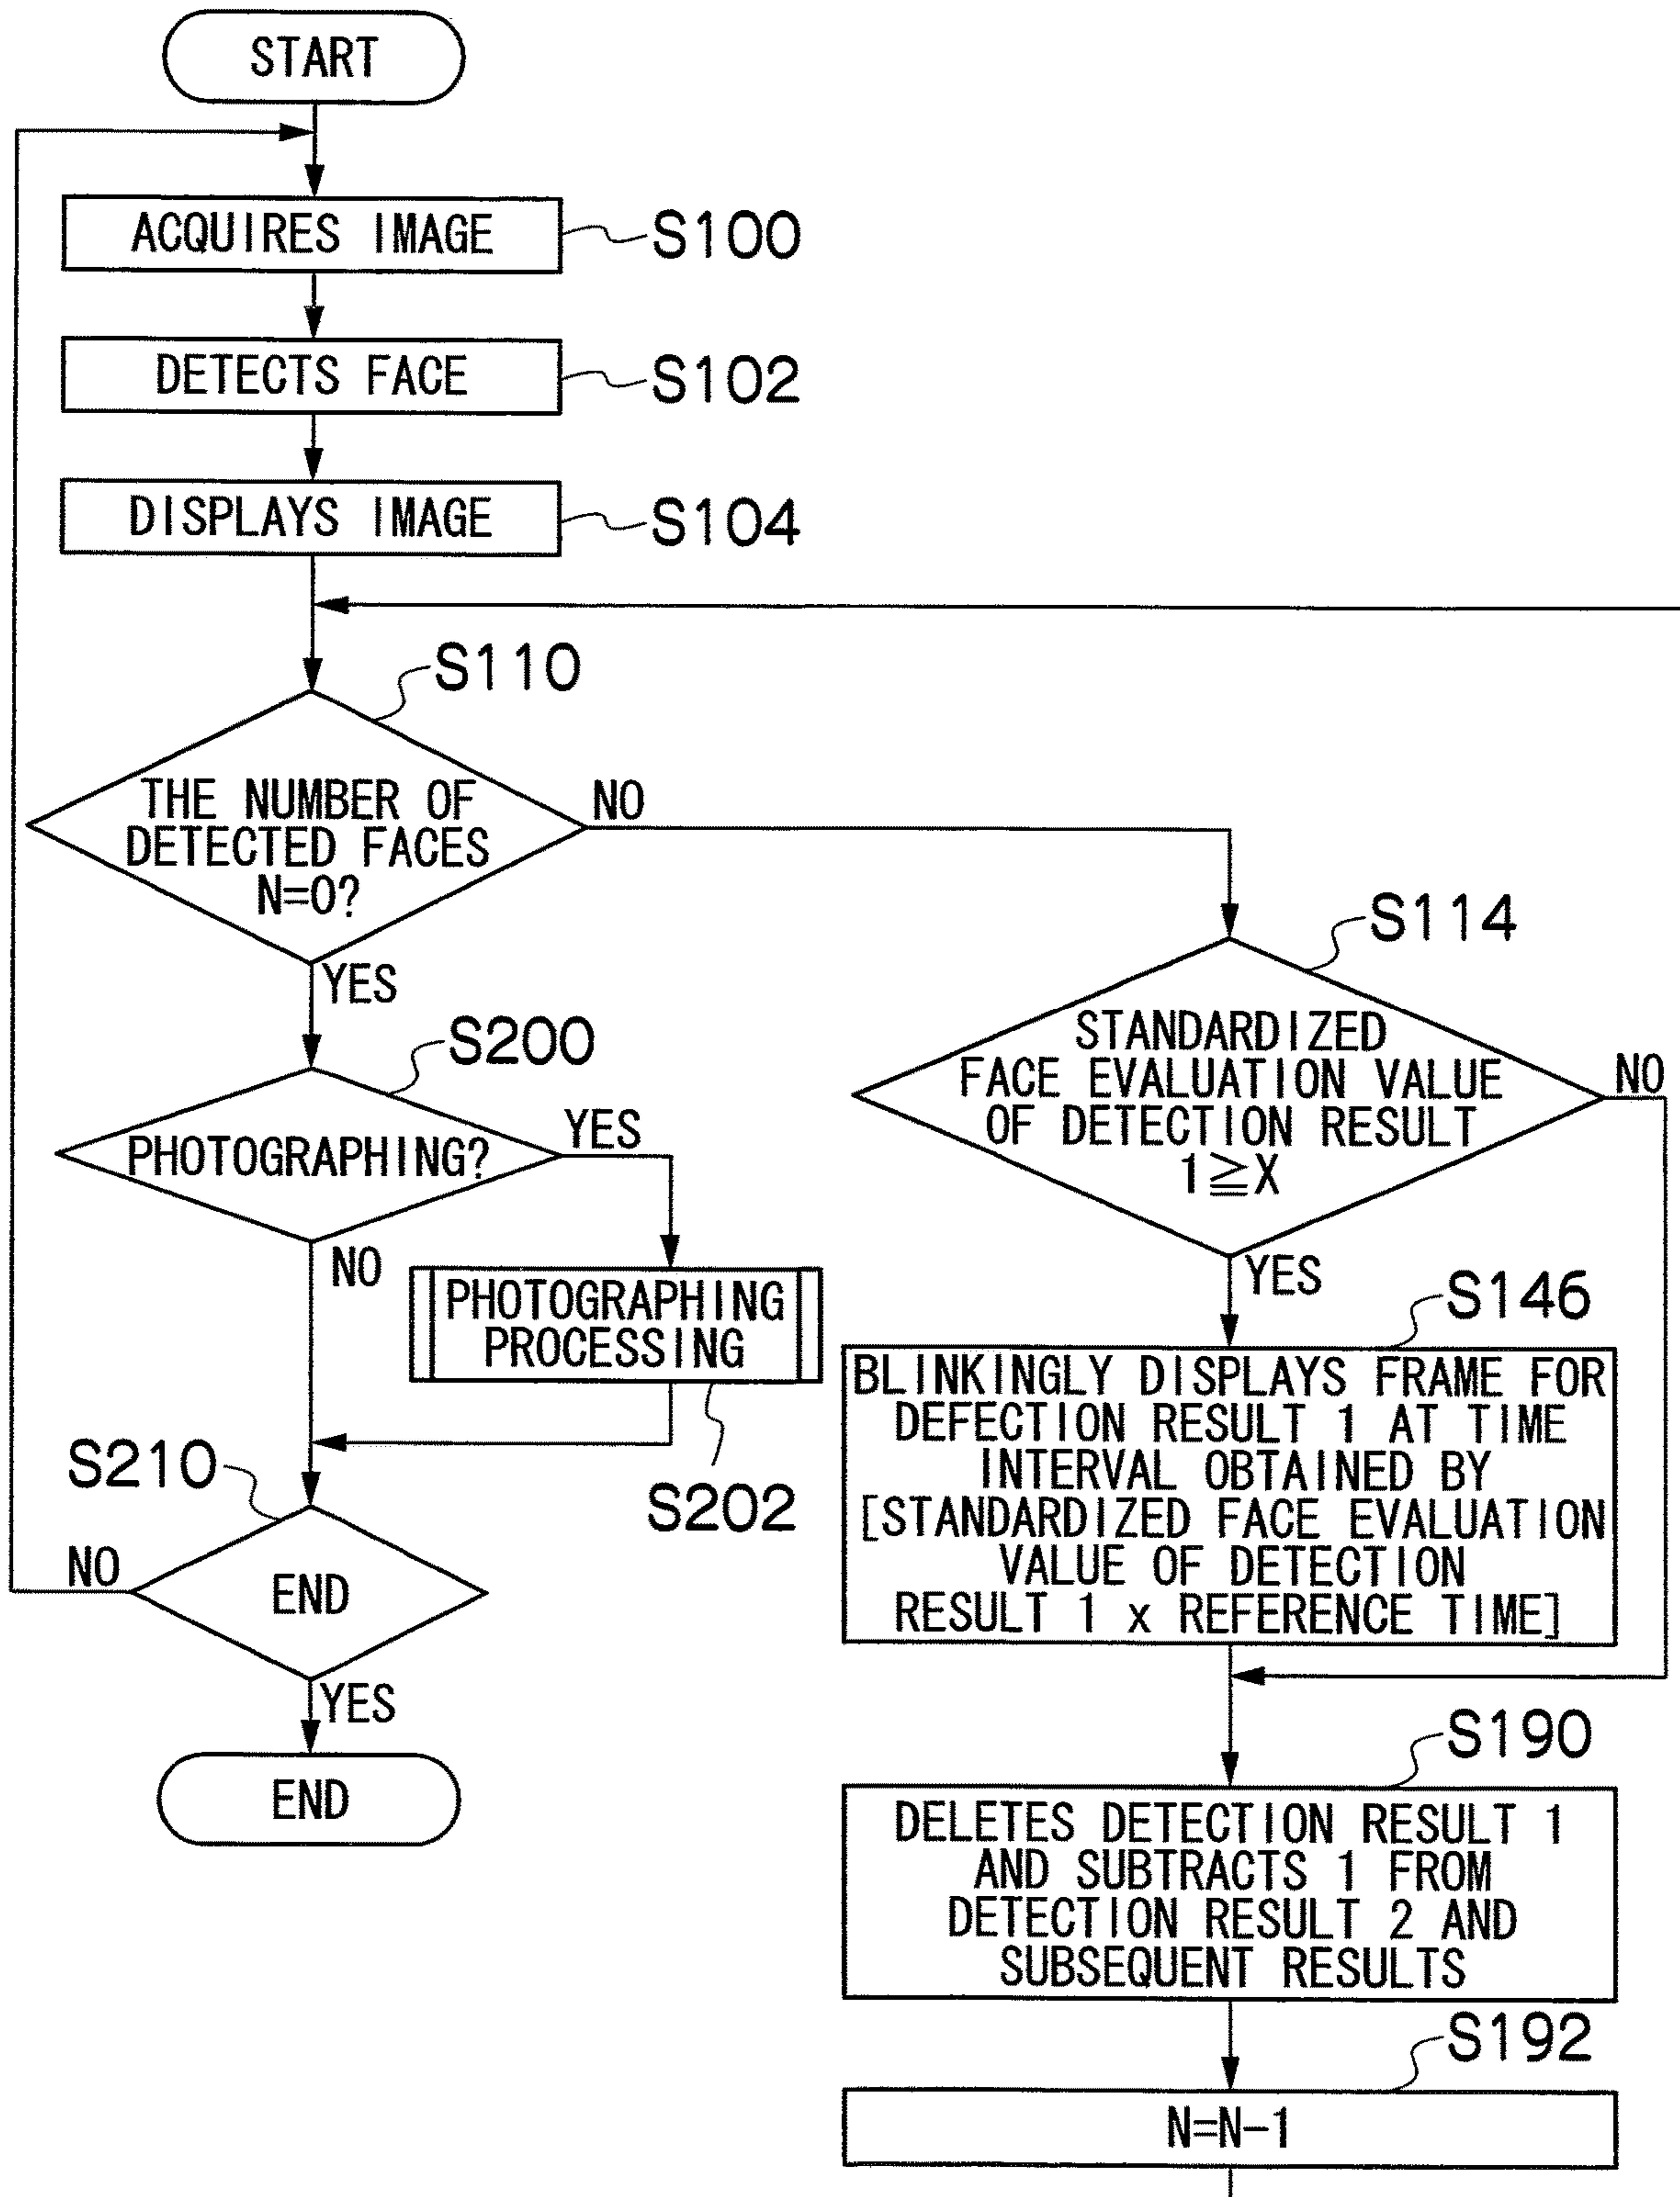 START
ACQUIRES IMAGE
S100
DETECTS FACE
S102
DISPLAYS IMAGE
S104
S110
THE NUMBER OF
DETECTED FACES
N=0?
NO
YES
S200
PHOTOGRAPHING?
YES
NO
PHOTOGRAPHING
PROCESSING
S202
S210
END
NO
YES
END
S114
STANDARDIZED
FACE EVALUATION VALUE
OF DETECTION RESULT
1≧X
NO
YES
S146
BLINKINGLY DISPLAYS FRAME FOR
DEFECTION RESULT 1 AT TIME
INTERVAL OBTAINED BY
[STANDARDIZED FACE EVALUATION
VALUE OF DETECTION
RESULT 1 x REFERENCE TIME]
S190
DELETES DETECTION RESULT 1
AND SUBTRACTS 1 FROM
DETECTION RESULT 2 AND
SUBSEQUENT RESULTS
S192
N=N-1